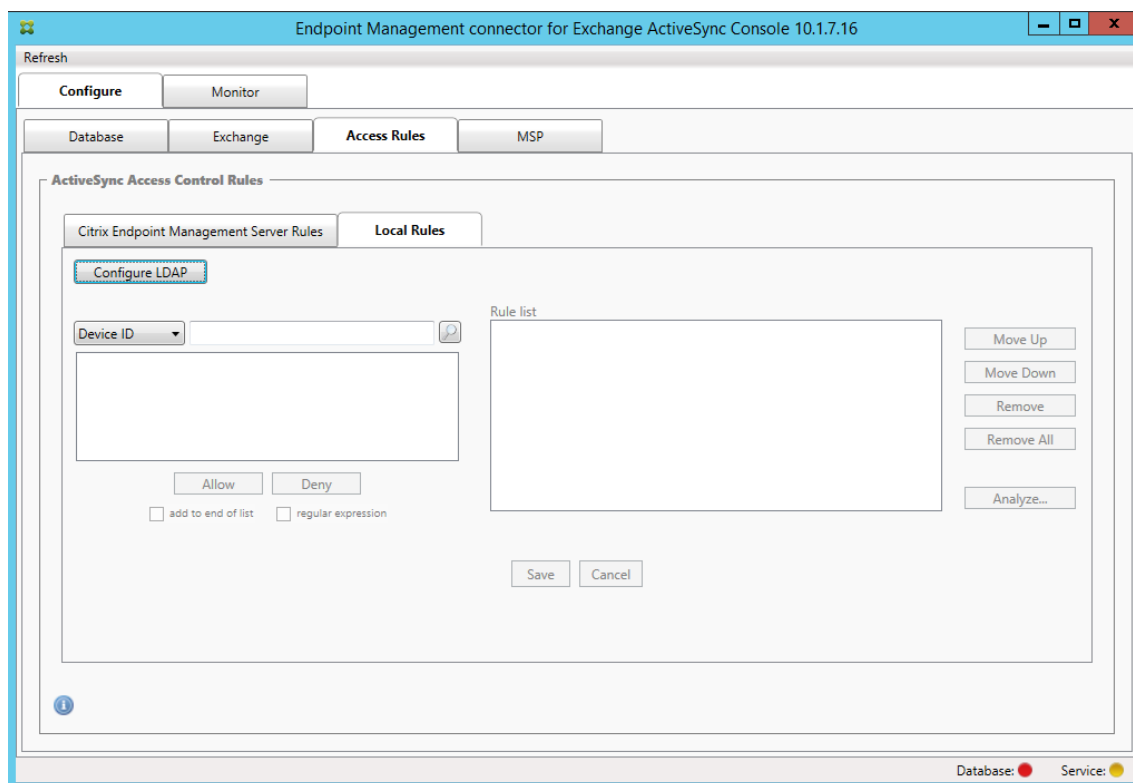 Endpoint Management connector for Exchange ActiveSync Console 10.1.7.16
Refresh
Configure Monitor
Database Exchange Access Rules MSP
ActiveSync Access Control Rules
Citrix Endpoint Management Server Rules Local Rules
Configure LDAP
Rule list
Device ID
Move Up
Move Down
Remove
Remove All
Allow Deny
Analyze...
add to end of list regular expression
Save Cancel
Database: Service: